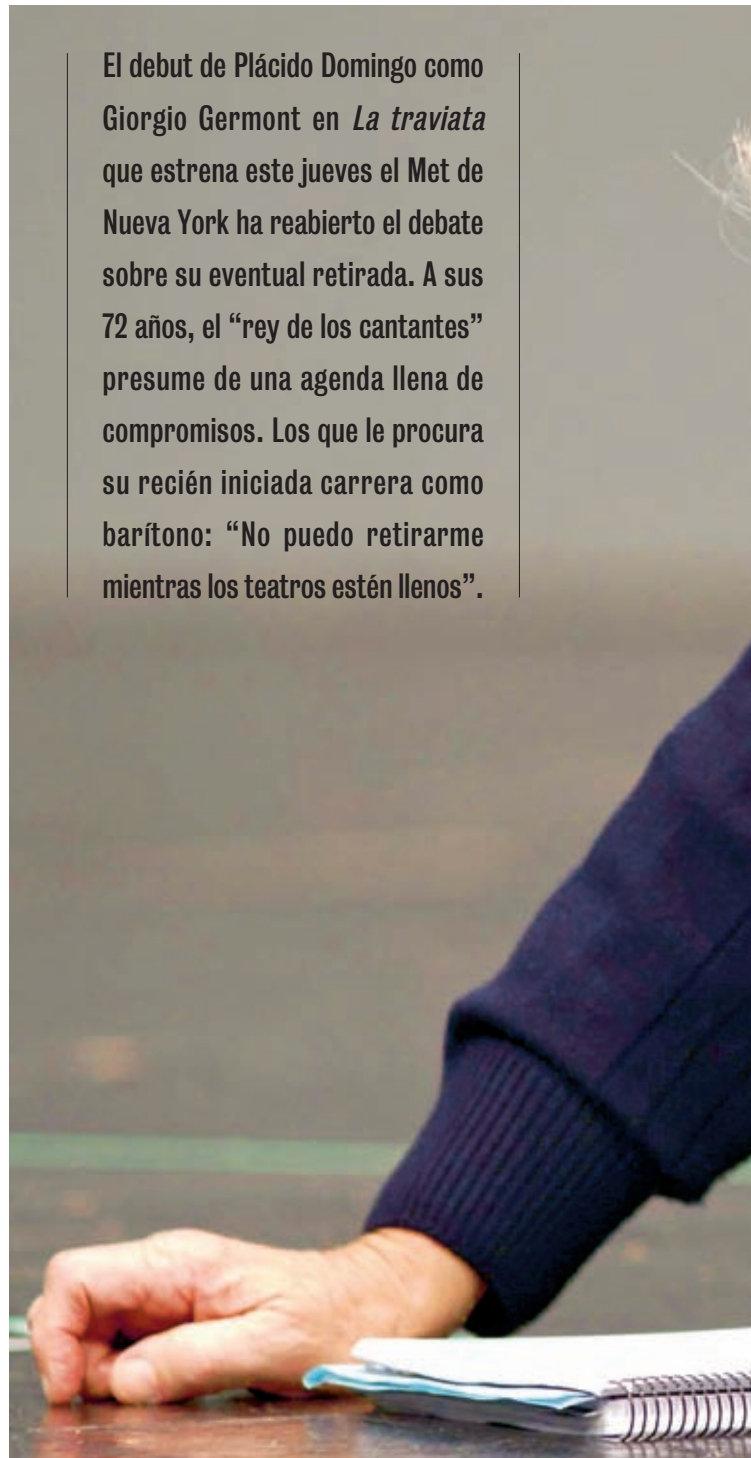 El debut de Plácido Domingo como
Giorgio Germont en La traviata
que estrena este jueves el Met de
Nueva York ha reabierto el debate
sobre su eventual retirada. A sus
72 años, el “rey de los cantantes”
presume de una agenda llena de
compromisos. Los que le procura
su recién iniciada carrera como
barítono: “No puedo retirarme
mientras los teatros estén llenos”.